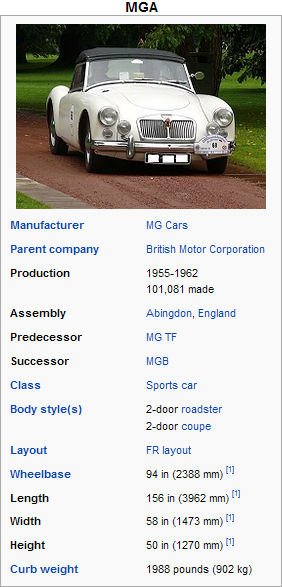 MGA
68
Manufacturer MG Cars
Parent company British Motor Corporation
Production 1955-1962
101,081 made
Assembly Abingdon, England
Predecessor MG TF
Successor MGB
Class Sports car
Body style(s) 2-door roadster
2-door coupe
Layout FR layout
Wheelbase 94 in (2388 mm) [1]
Length 156 in (3962 mm) [1]
Width 58 in (1473 mm) [1]
Height 50 in (1270 mm) [1]
Curb weight 1988 pounds (902 kg)